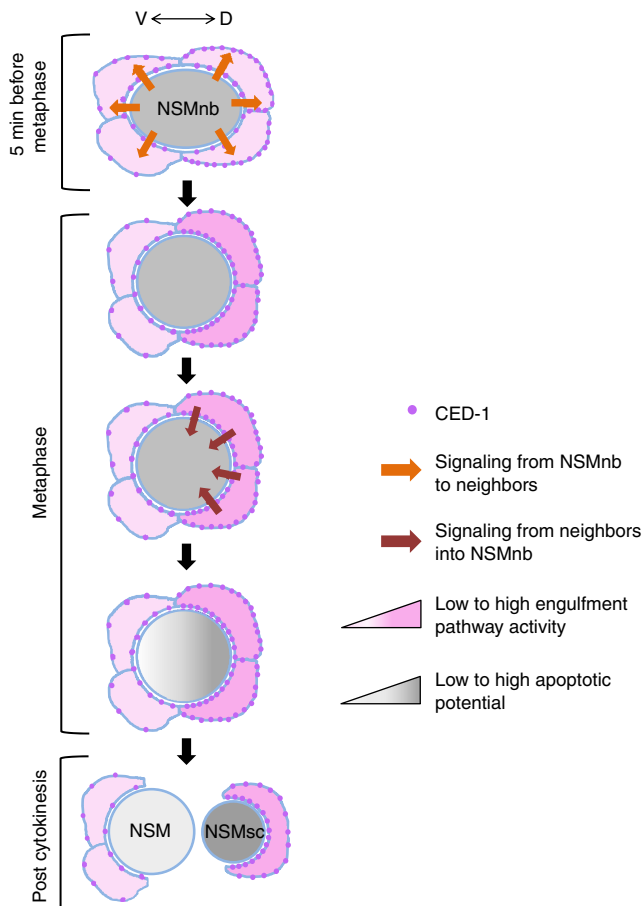 V D
5 min before
metaphase
NSMnb
Metaphase
CED-1
Signaling from NSMnb
to neighbors
Signaling from neighbors
into NSMnb
Low to high engulfment
pathway activity
Low to high apoptotic
potential
Post cytokinesis
NSM
NSMsc